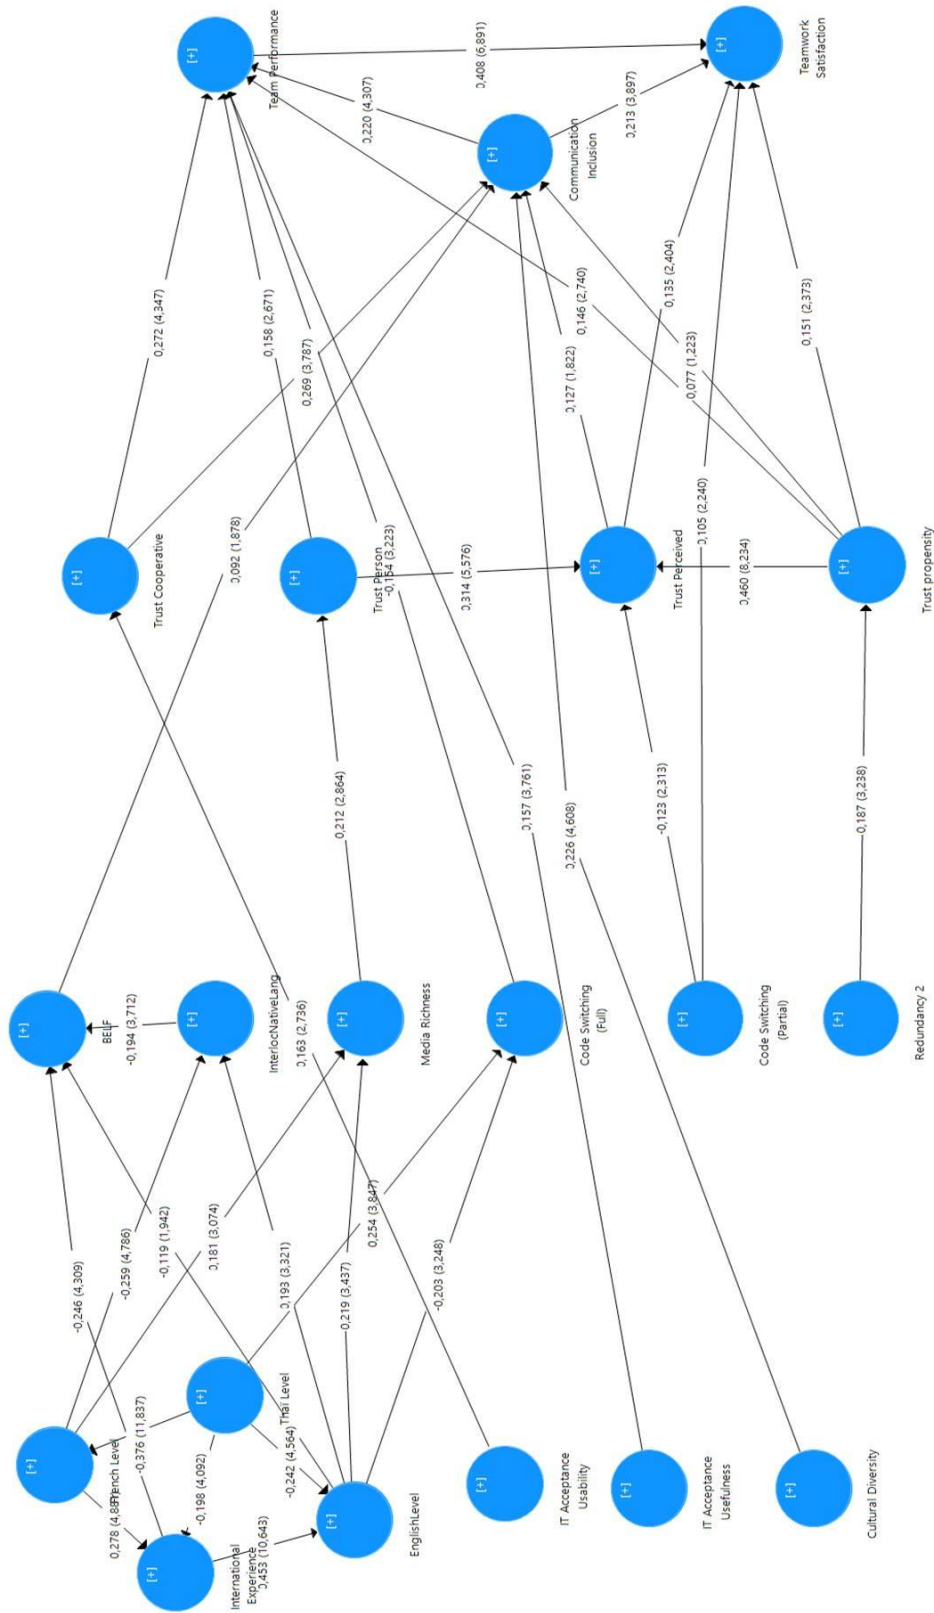 [+]
French Level
0,278 (4,88
[+]
International
Experience
-0,376 (11,837)
[+]
Thai Level
-0,198 (4,092)
-0,242 (4,564)
0,453 (10,643)
[+]
EnglishLevel
[+]
IT Acceptance
Usability
[+]
IT Acceptance
Usefulness
[+]
Cultural Diversity
-0,246 (4,309)
-0,259 (4,786)
-0,119 (1,942)
0,181 (3,074)
0,193 (3,321)
0,219 (3,437)
0,254 (3,847)
-0,203 (3,248)
[+]
BELF
-0,194 (3,712)
[+]
InterlocNativeLang
0,163 (2,736)
[+]
Media Richness
[+]
Code Switching
(Full)
[+]
Code Switching
(Partial)
[+]
Redundancy 2
0,212 (2,864)
0,157 (3,761)
0,226 (4,608)
-0,123 (2,313)
0,187 (3,238)
[+]
Trust Cooperative
0,092 (1,878)
[+]
Trust Person
-0,154 (3,223)
0,314 (5,576)
[+]
Trust Perceived
0,105 (2,240)
0,460 (8,234)
[+]
Trust propensity
0,272 (4,347)
0,158 (2,671)
0,269 (3,787)
0,127 (1,822)
0,146 (2,740)
0,135 (2,404)
0,077 (1,223)
0,151 (2,373)
[+]
Team Performance
0,220 (4,307)
0,408 (6,891)
[+]
Communication
Inclusion
0,213 (3,897)
[+]
Teamwork
Satisfaction